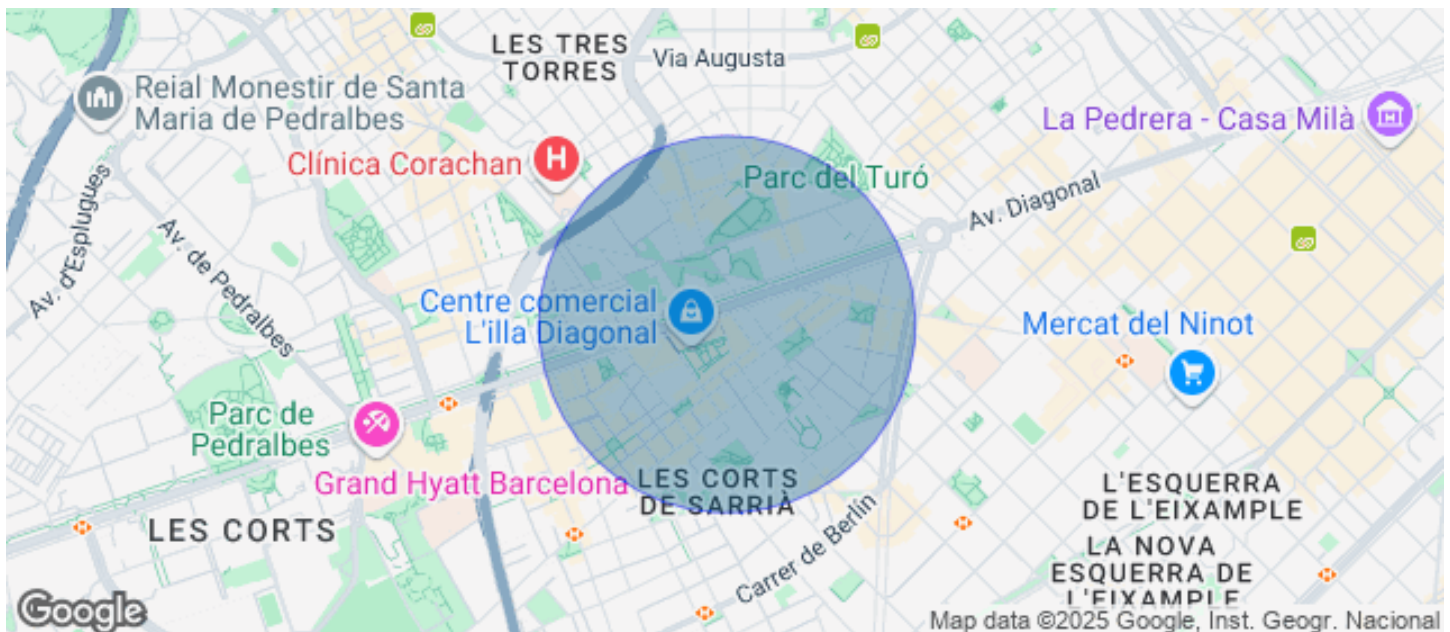 LES TRES
TORRES
Via Augusta
Reial Monestir de Santa
Maria de Pedralbes
La Pedrera - Casa Milà
Clínica Corachan
H
Parc del Turó
Av. Diagonal
Av. d'Esplugues
Av. de Pedralbes
Centre comercial
L'illa Diagonal
Mercat del Ninot
Parc de
Pedralbes
Grand Hyatt Barcelona
LES CORTS
DE SARRIÀ
L'ESQUERRA
DE L'EIXAMPLE
LES CORTS
Carrer de Berlín
LA NOVA
ESQUERRA DE
L'EIXAMPLE
Google
Map data ©2025 Google, Inst. Geogr. Nacional